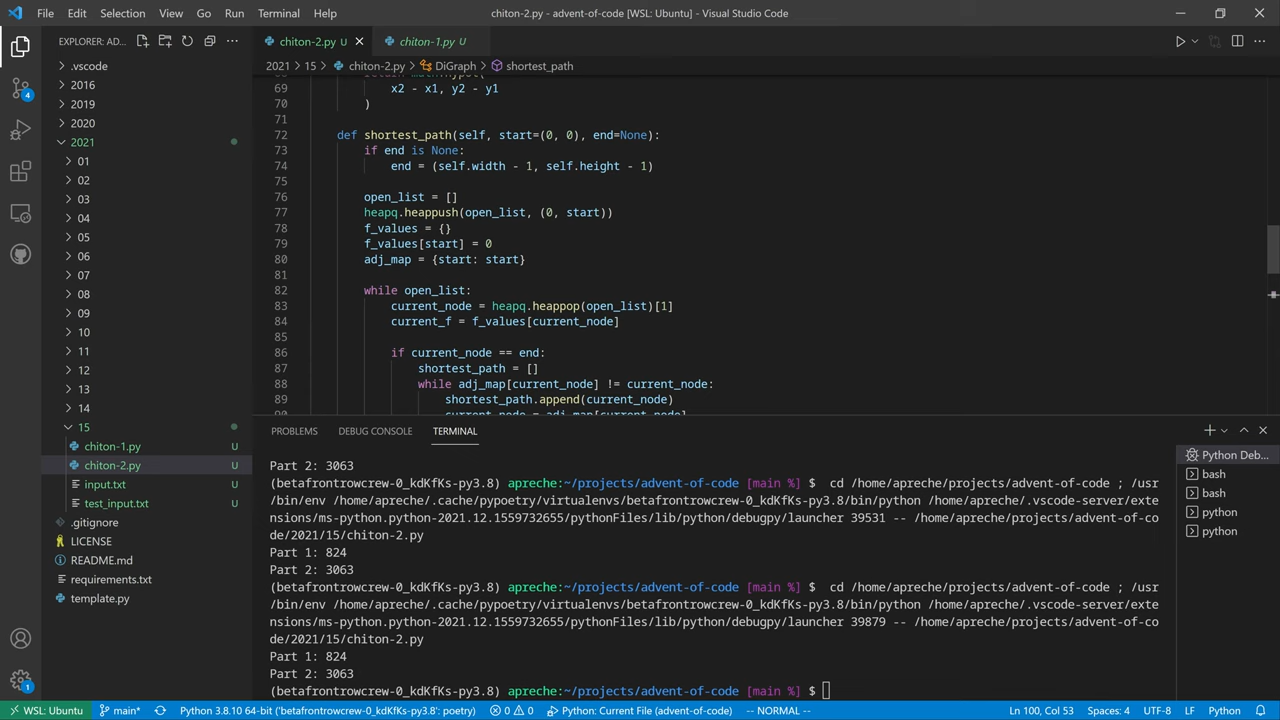 File Edit Selection View Go Run Terminal Help chiton-2.py - advent-of-code [WSL: Ubuntu] - Visual Studio Code
EXPLORER: AD...
chiton-2.py U
chiton-1.py U
2021 > 15 > chiton-2.py > DiGraph > shortest_path
.vscode
2016
2019
2020
2021
01
02
03
04
05
06
07
08
09
10
11
12
13
14
15
chiton-1.py U
chiton-2.py U
input.txt U
test_input.txt U
.gitignore
LICENSE
README.md
requirements.txt
template.py
4
1
69 x2 - x1, y2 - y1
70 )
71
72 def shortest_path(self, start=(0, 0), end=None):
73 if end is None:
74 end = (self.width - 1, self.height - 1)
75
76 open_list = []
77 heapq.heappush(open_list, (0, start))
78 f_values = {}
79 f_values[start] = 0
80 adj_map = {start: start}
81
82 while open_list:
83 current_node = heapq.heappop(open_list)[1]
84 current_f = f_values[current_node]
85
86 if current_node == end:
87 shortest_path = []
88 while adj_map[current_node] != current_node:
89 shortest_path.append(current_node)
PROBLEMS DEBUG CONSOLE TERMINAL
Part 2: 3063
(betafrontrowcrew-0_kdKfKs-py3.8) apreche:~/projects/advent-of-code [main %] $ cd /home/apreche/projects/advent-of-code ; /usr
/bin/env /home/apreche/.cache/pypoetry/virtualenvs/betafrontrowcrew-0_kdKfKs-py3.8/bin/python /home/apreche/.vscode-server/exte
nsions/ms-python.python-2021.12.1559732655/pythonFiles/lib/python/debugpy/launcher 39531 -- /home/apreche/projects/advent-of-co
de/2021/15/chiton-2.py
Part 1: 824
Part 2: 3063
(betafrontrowcrew-0_kdKfKs-py3.8) apreche:~/projects/advent-of-code [main %] $ cd /home/apreche/projects/advent-of-code ; /usr
/bin/env /home/apreche/.cache/pypoetry/virtualenvs/betafrontrowcrew-0_kdKfKs-py3.8/bin/python /home/apreche/.vscode-server/exte
nsions/ms-python.python-2021.12.1559732655/pythonFiles/lib/python/debugpy/launcher 39879 -- /home/apreche/projects/advent-of-co
de/2021/15/chiton-2.py
Part 1: 824
Part 2: 3063
(betafrontrowcrew-0_kdKfKs-py3.8) apreche:~/projects/advent-of-code [main %] $
Python Deb...
bash
bash
python
python
WSL: Ubuntu main* Python 3.8.10 64-bit ('betafrontrowcrew-0_kdKfKs-py3.8': poetry) 0 0 Python: Current File (advent-of-code) -- NORMAL -- Ln 100, Col 53 Spaces: 4 UTF-8 LF Python